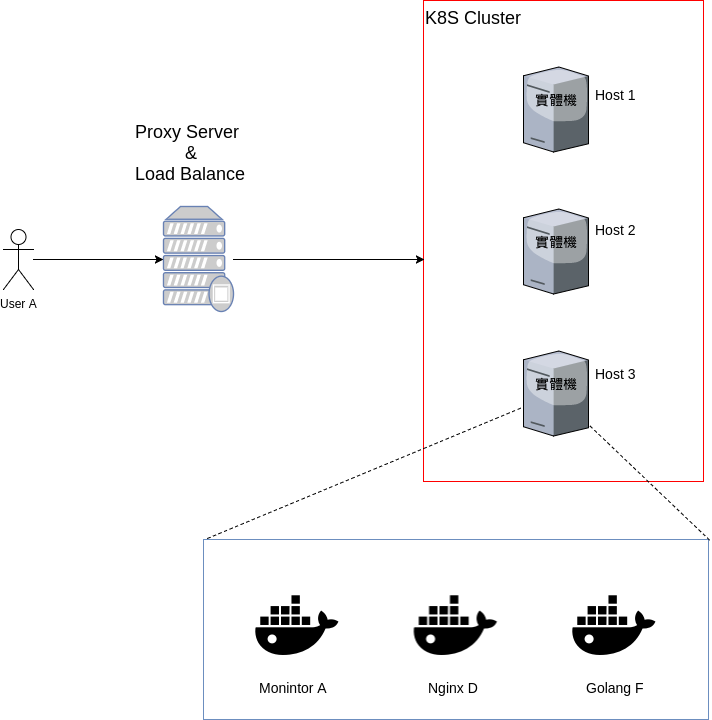 K8S Cluster
實體機
Host 1
Proxy Server
&
Load Balance
實體機
Host 2
User A
實體機
Host 3
Monintor A
Nginx D
Golang F